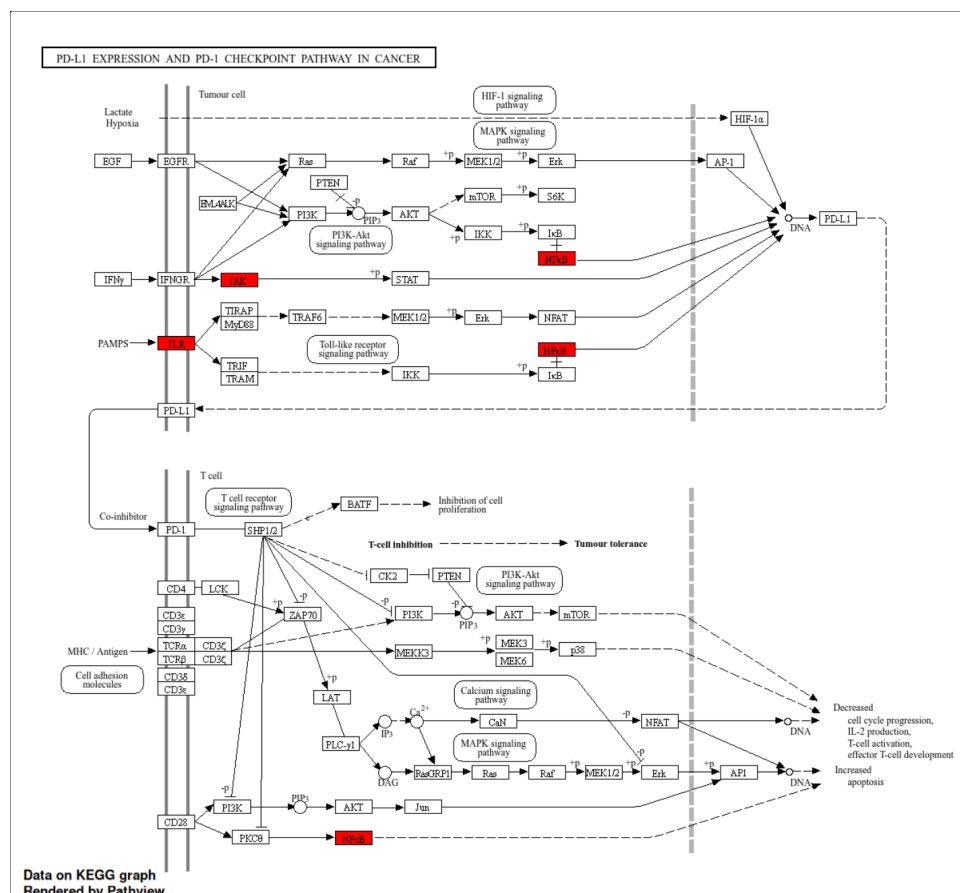 PD-L1 EXPRESSION AND PD-1 CHECKPOINT PATHWAY IN CANCER
Tumour cell
Lactate
Hypoxia
HIF-1 signaling
pathway
HIF-1α
MAPK signaling
pathway
EGF
EGFR
Ras
Raf
+p
MEK1/2
+p
Erk
AP-1
EML4ALK
PTEN
-p
PI3K
PIP3
AKT
mTOR
+p
S6K
PI3K-Akt
signaling pathway
+p
IKK
+p
IκB
NFκB
DNA
PD-L1
IFNγ
IFNGR
JAK
+p
STAT
TIRAP
MyD88
TRAF6
MEK1/2
+p
Erk
NFAT
PAMPS
TLR
Toll-like receptor
signaling pathway
NFκB
TRIF
TRAM
IKK
+p
IκB
PD-L1
T cell
T cell receptor
signaling pathway
BATF
Inhibition of cell
proliferation
Co-inhibitor
PD-1
SHP1/2
e
T-cell inhibition
Tumour tolerance
CK2
PTEN
PI3K-Akt
signaling pathway
CD4
LCK
+p
-p
ZAP70
-p
PI3K
-p
PIP3
AKT
mTOR
CD3ε
CD3γ
MHC / Antigen
TCRα
CD3ζ
TCRβ
CD3ζ
MEKK3
+p
MEK3
MEK6
+p
p38
Cell adhesion
molecules
CD3δ
CD3ε
+p
LAT
Calcium signaling
pathway
PLC-γ1
IP3
Ca2+
CaN
-p
NFAT
DNA
Decreased
cell cycle progression,
IL-2 production,
T-cell activation,
effector T-cell development
MAPK signaling
pathway
DAG
RasGRP1
Ras
Raf
+p
MEK1/2
+p
-p
Erk
+p
AP1
DNA
Increased
apoptosis
-p
PI3K
PIP3
AKT
Jun
CD28
PKCθ
NFκB
Data on KEGG graph
Rendered by Pathview